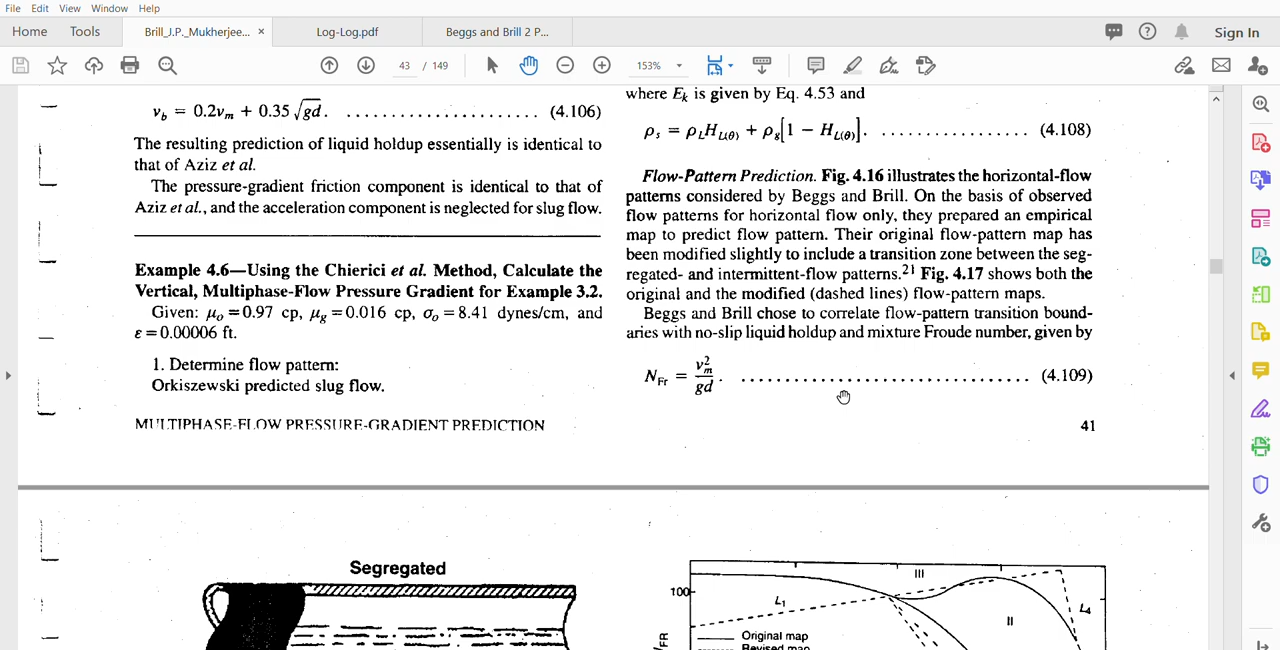 File Edit View Window Help
Home Tools Brill_J.P._Mukherjee... × Log-Log.pdf Beggs and Brill 2 P... Sign In
43 / 149 153%
v_b = 0.2v_m + 0.35 √gd. ...................... (4.106)
The resulting prediction of liquid holdup essentially is identical to
that of Aziz et al.
The pressure-gradient friction component is identical to that of
Aziz et al., and the acceleration component is neglected for slug flow.
Example 4.6—Using the Chierici et al. Method, Calculate the
Vertical, Multiphase-Flow Pressure Gradient for Example 3.2.
Given: μ_o = 0.97 cp, μ_g = 0.016 cp, σ_o = 8.41 dynes/cm, and
ε = 0.00006 ft.
1. Determine flow pattern:
Orkiszewski predicted slug flow.
MULTIPHASE-FLOW PRESSURE-GRADIENT PREDICTION
where E_k is given by Eq. 4.53 and
ρ_s = ρ_L H_L(θ) + ρ_g[1 − H_L(θ)]. ................ (4.108)
Flow-Pattern Prediction. Fig. 4.16 illustrates the horizontal-flow
patterns considered by Beggs and Brill. On the basis of observed
flow patterns for horizontal flow only, they prepared an empirical
map to predict flow pattern. Their original flow-pattern map has
been modified slightly to include a transition zone between the seg-
regated- and intermittent-flow patterns.²¹ Fig. 4.17 shows both the
original and the modified (dashed lines) flow-pattern maps.
Beggs and Brill chose to correlate flow-pattern transition bound-
aries with no-slip liquid holdup and mixture Froude number, given by
N_Fr = v_m²/gd. ................................ (4.109)
41
Segregated
100
III
L₁
II
L₄
Original map
Revised map
FR